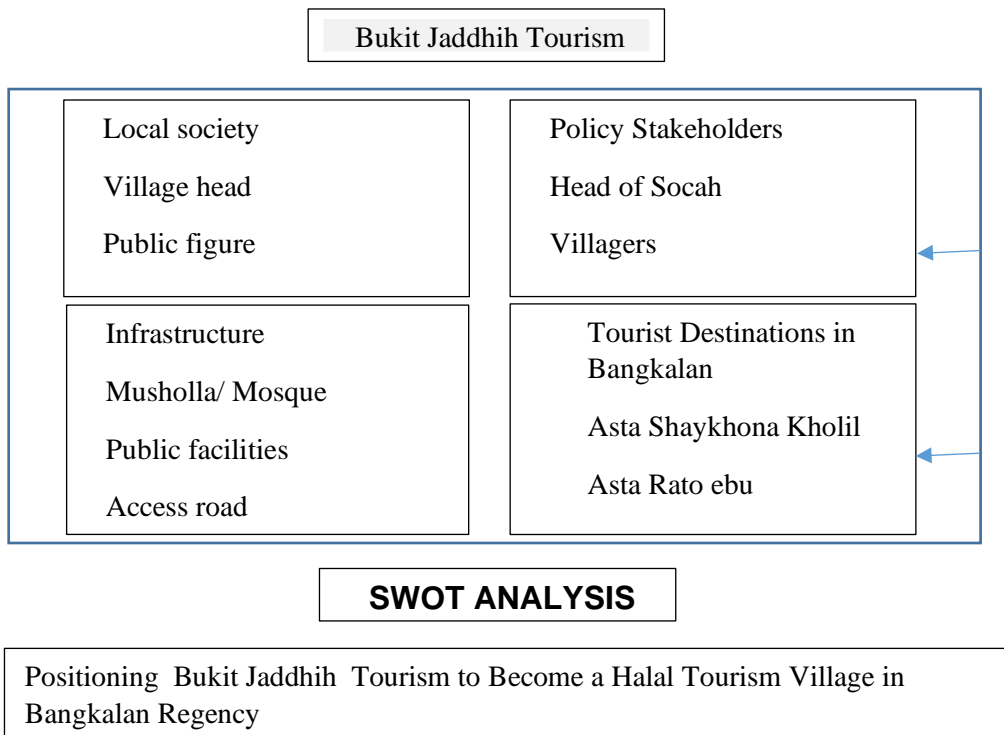 Bukit Jaddhih Tourism
Local society
Village head
Public figure
Policy Stakeholders
Head of Socah
Villagers
Infrastructure
Musholla/ Mosque
Public facilities
Access road
Tourist Destinations in
Bangkalan
Asta Shaykhona Kholil
Asta Rato ebu
SWOT ANALYSIS
Positioning Bukit Jaddhih Tourism to Become a Halal Tourism Village in
Bangkalan Regency